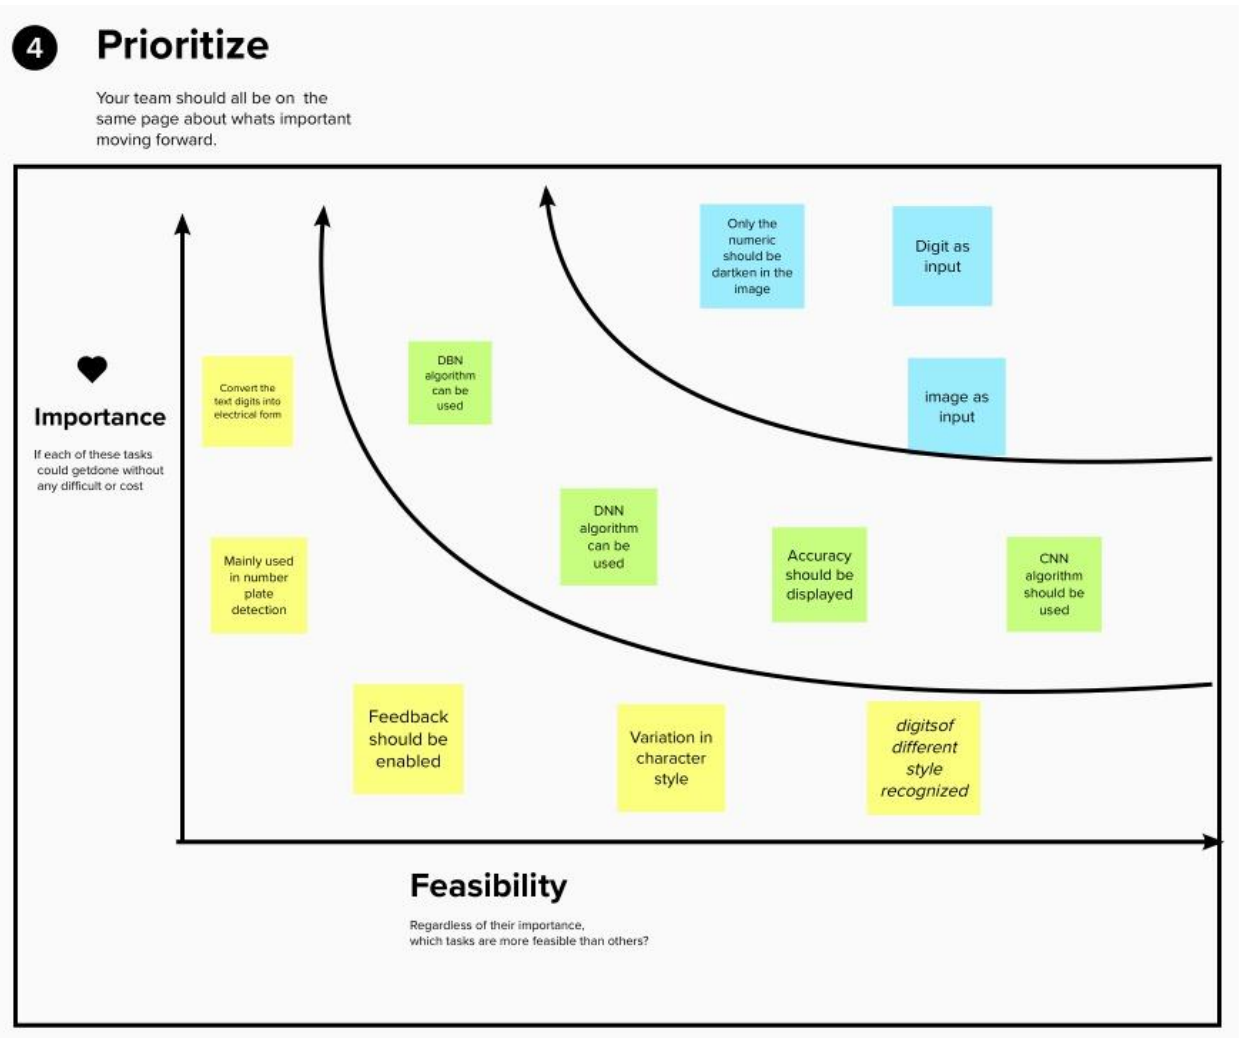 4
Prioritize
Your team should all be on the
same page about whats important
moving forward.
Only the
numeric
should be
dartken in the
image
Digit as
input
DBN
algorithm
can be
used
Convert the
text digits into
electrical form
image as
input
Importance
If each of these tasks
could getdone without
any difficult or cost
DNN
algorithm
can be
used
Accuracy
should be
displayed
CNN
algorithm
should be
used
Mainly used
in number
plate
detection
Feedback
should be
enabled
Variation in
character
style
digitsof
different
style
recognized
Feasibility
Regardless of their importance,
which tasks are more feasible than others?